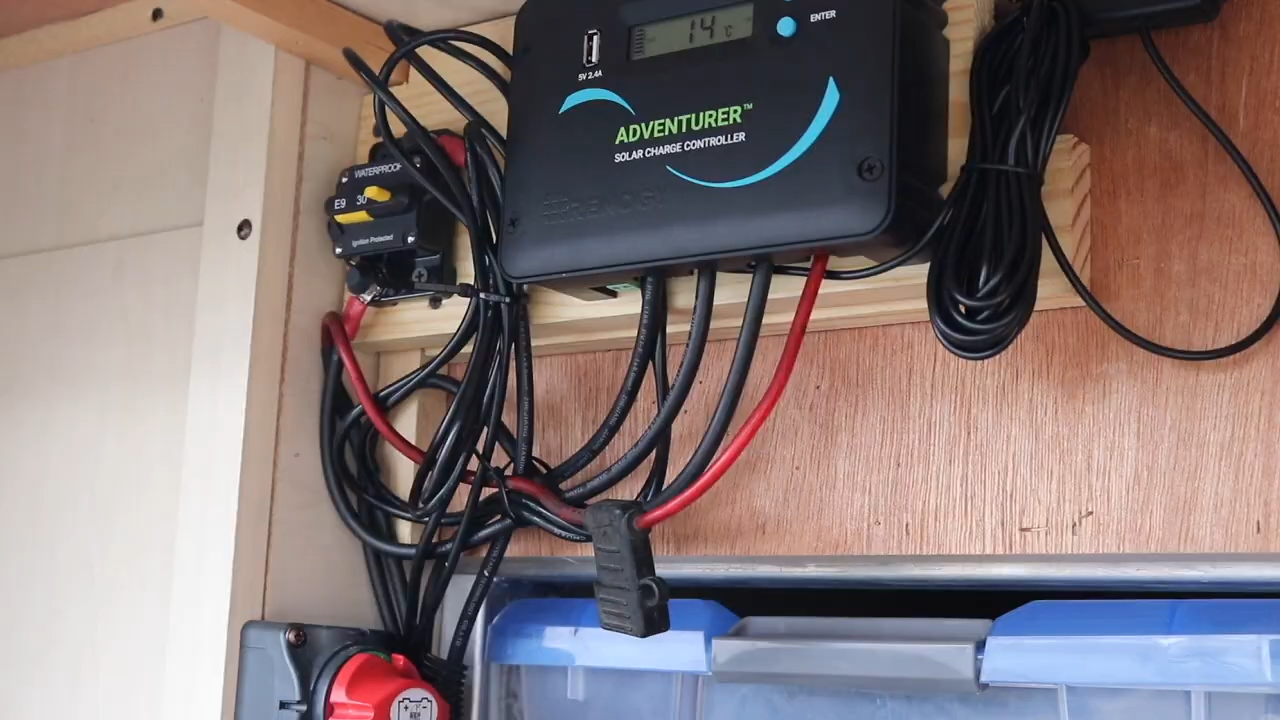 14 °C
ENTER
5V 2.4A
ADVENTURER™
SOLAR CHARGE CONTROLLER
RENOGY
WATERPROOF
E9 30
Ignition Protected